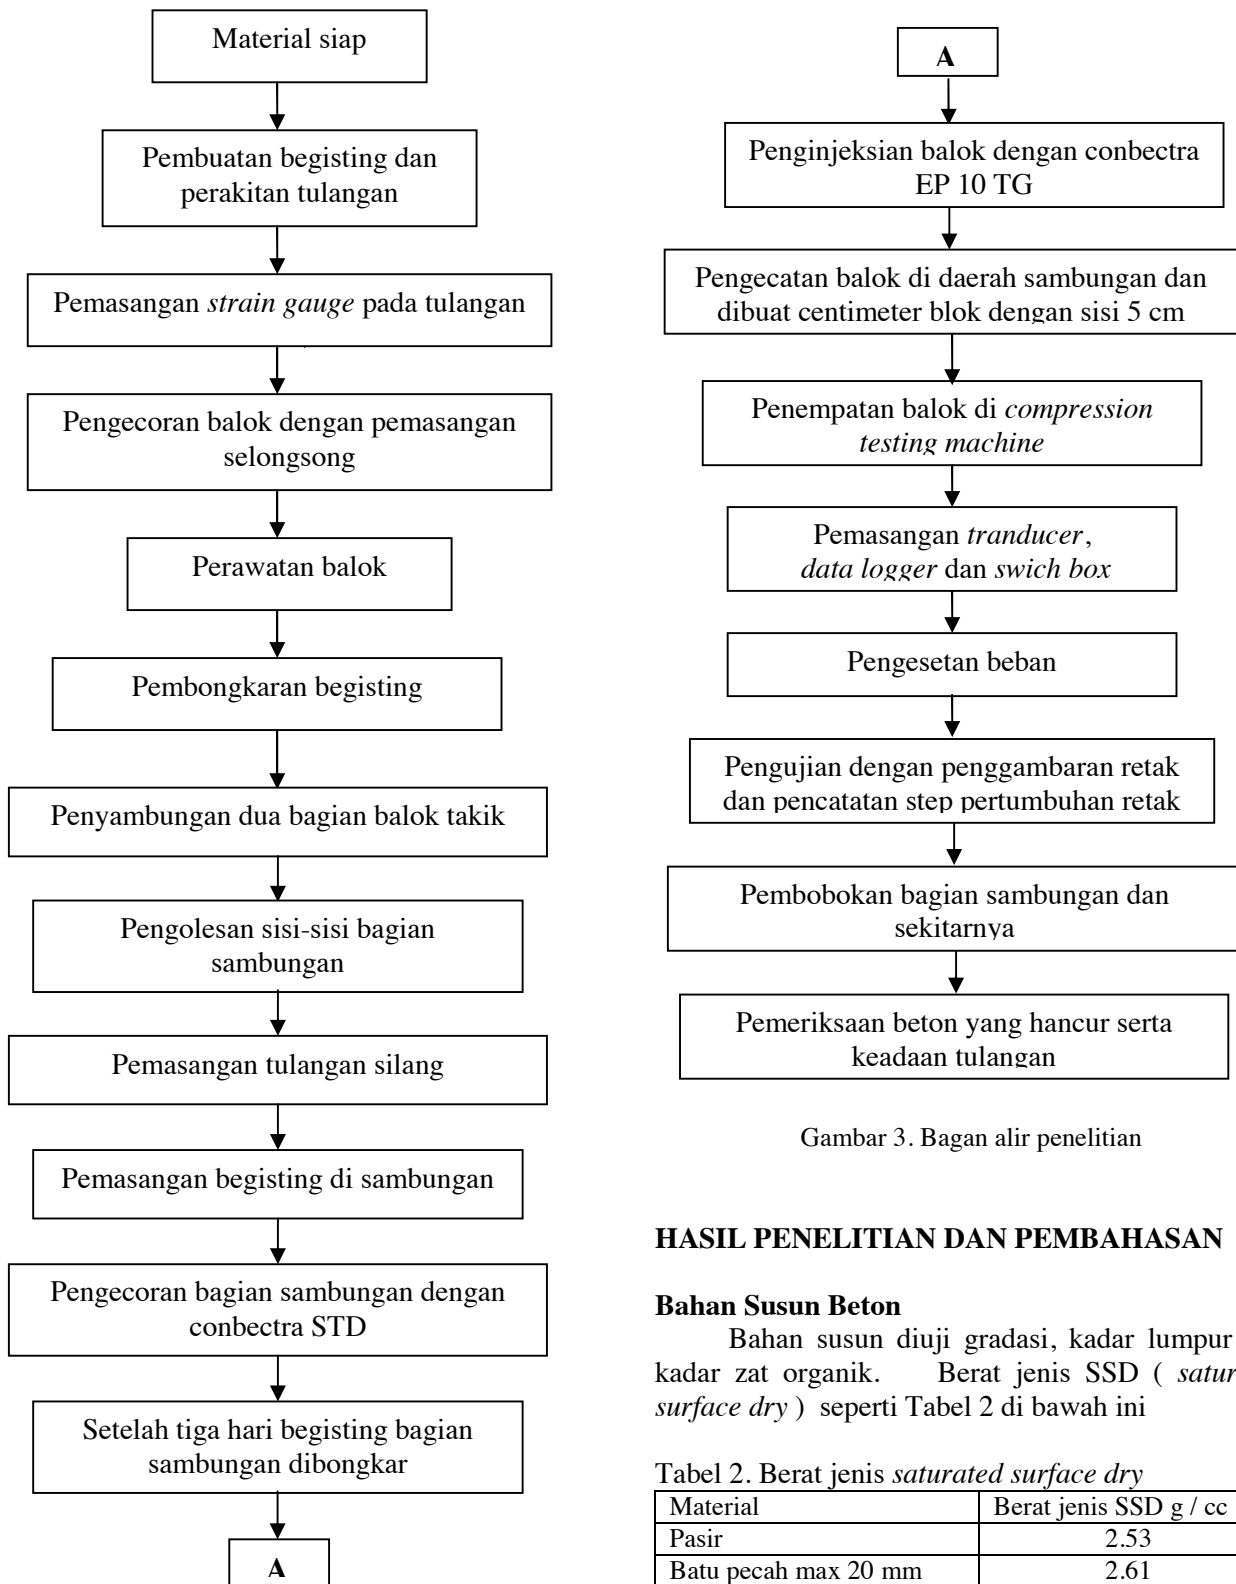 Material siap
Pembuatan begisting dan
perakitan tulangan
Pemasangan strain gauge pada tulangan
Pengecoran balok dengan pemasangan
selongsong
Perawatan balok
Pembongkaran begisting
Penyambungan dua bagian balok takik
Pengolesan sisi-sisi bagian
sambungan
Pemasangan tulangan silang
Pemasangan begisting di sambungan
Pengecoran bagian sambungan dengan
conbectra STD
Setelah tiga hari begisting bagian
sambungan dibongkar
A
A
Penginjeksian balok dengan conbectra
EP 10 TG
Pengecatan balok di daerah sambungan dan
dibuat centimeter blok dengan sisi 5 cm
Penempatan balok di compression
testing machine
Pemasangan tranducer,
data logger dan swich box
Pengesetan beban
Pengujian dengan penggambaran retak
dan pencatatan step pertumbuhan retak
Pembobokan bagian sambungan dan
sekitarnya
Pemeriksaan beton yang hancur serta
keadaan tulangan
Gambar 3. Bagan alir penelitian
HASIL PENELITIAN DAN PEMBAHASAN
Bahan Susun Beton
Bahan susun diuji gradasi, kadar lumpur
kadar zat organik. Berat jenis SSD ( satur
surface dry ) seperti Tabel 2 di bawah ini
Tabel 2. Berat jenis saturated surface dry
Material Berat jenis SSD g / cc
Pasir 2.53
Batu pecah max 20 mm 2.61